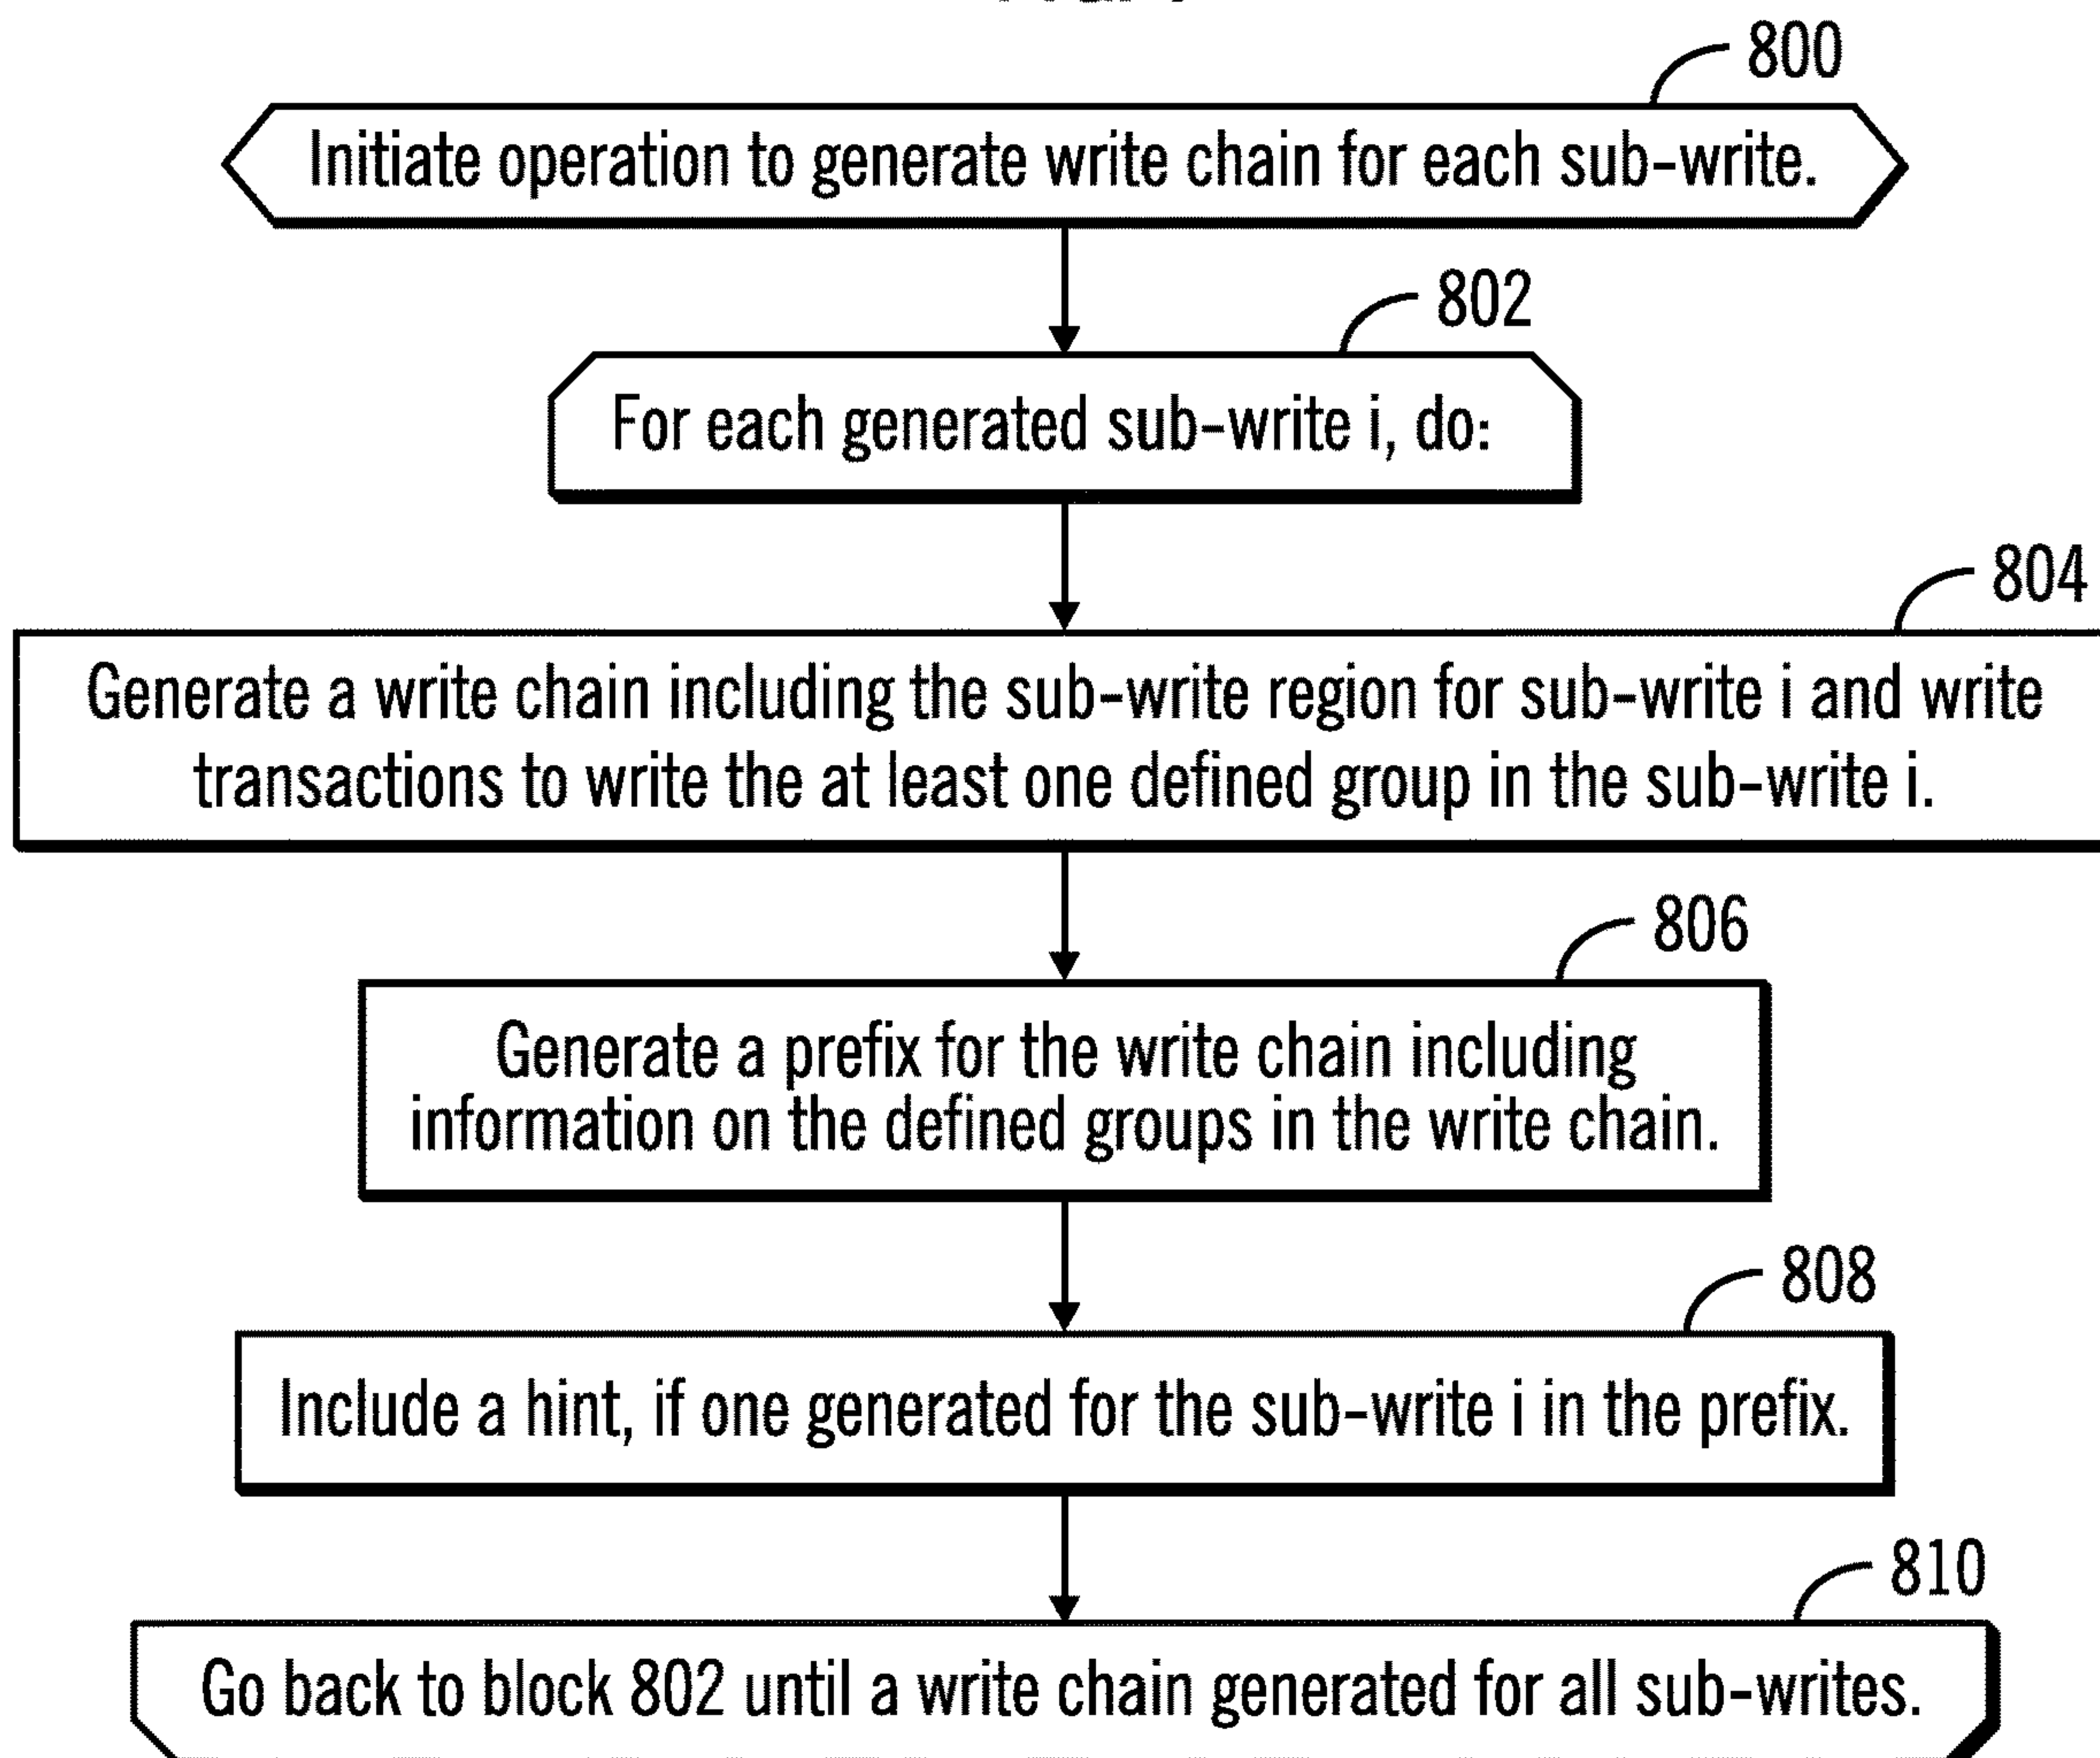 800
Initiate operation to generate write chain for each sub-write.
802
For each generated sub-write i, do:
804
Generate a write chain including the sub-write region for sub-write i and write
transactions to write the at least one defined group in the sub-write i.
806
Generate a prefix for the write chain including
information on the defined groups in the write chain.
808
Include a hint, if one generated for the sub-write i in the prefix.
810
Go back to block 802 until a write chain generated for all sub-writes.